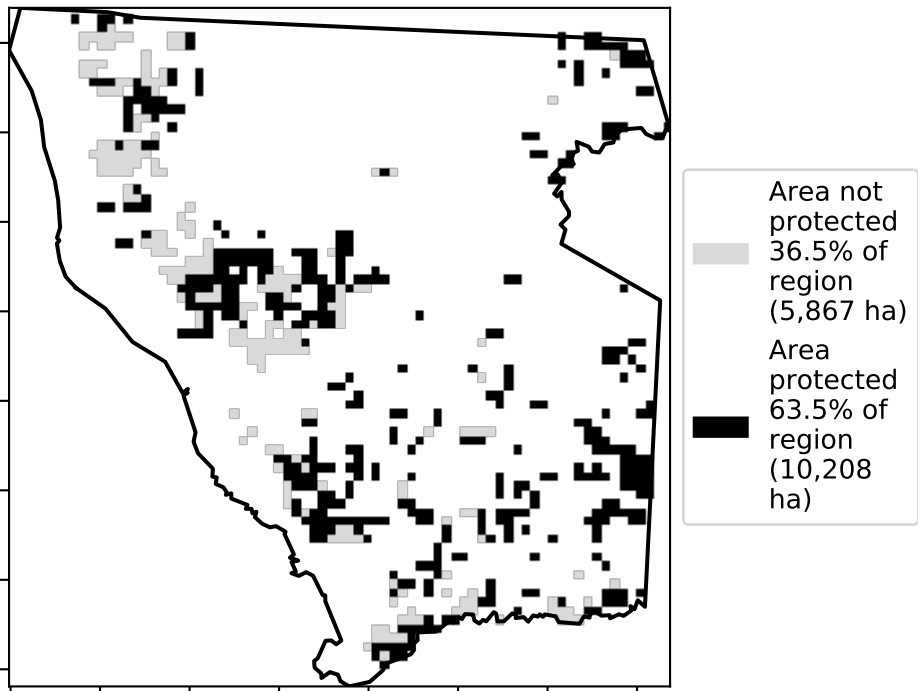 Area not
protected
36.5% of
region
(5,867 ha)
Area
protected
63.5% of
region
(10,208
ha)